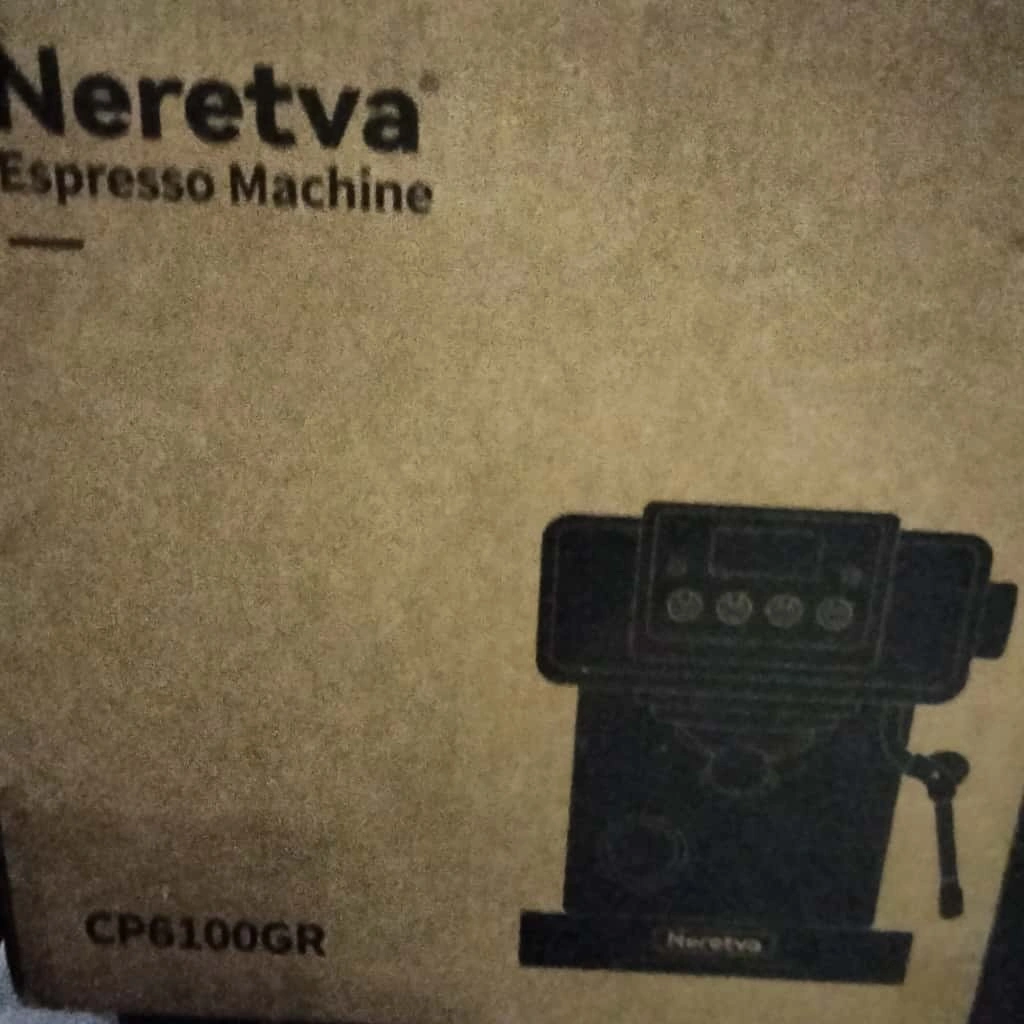 Neretva
Espresso Machine
CP6100GR
Neretva